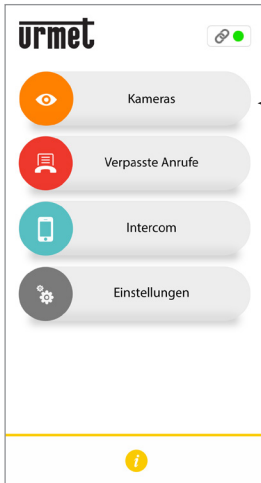 urmet
Kameras
Verpasste Anrufe
Intercom
Einstellungen
i